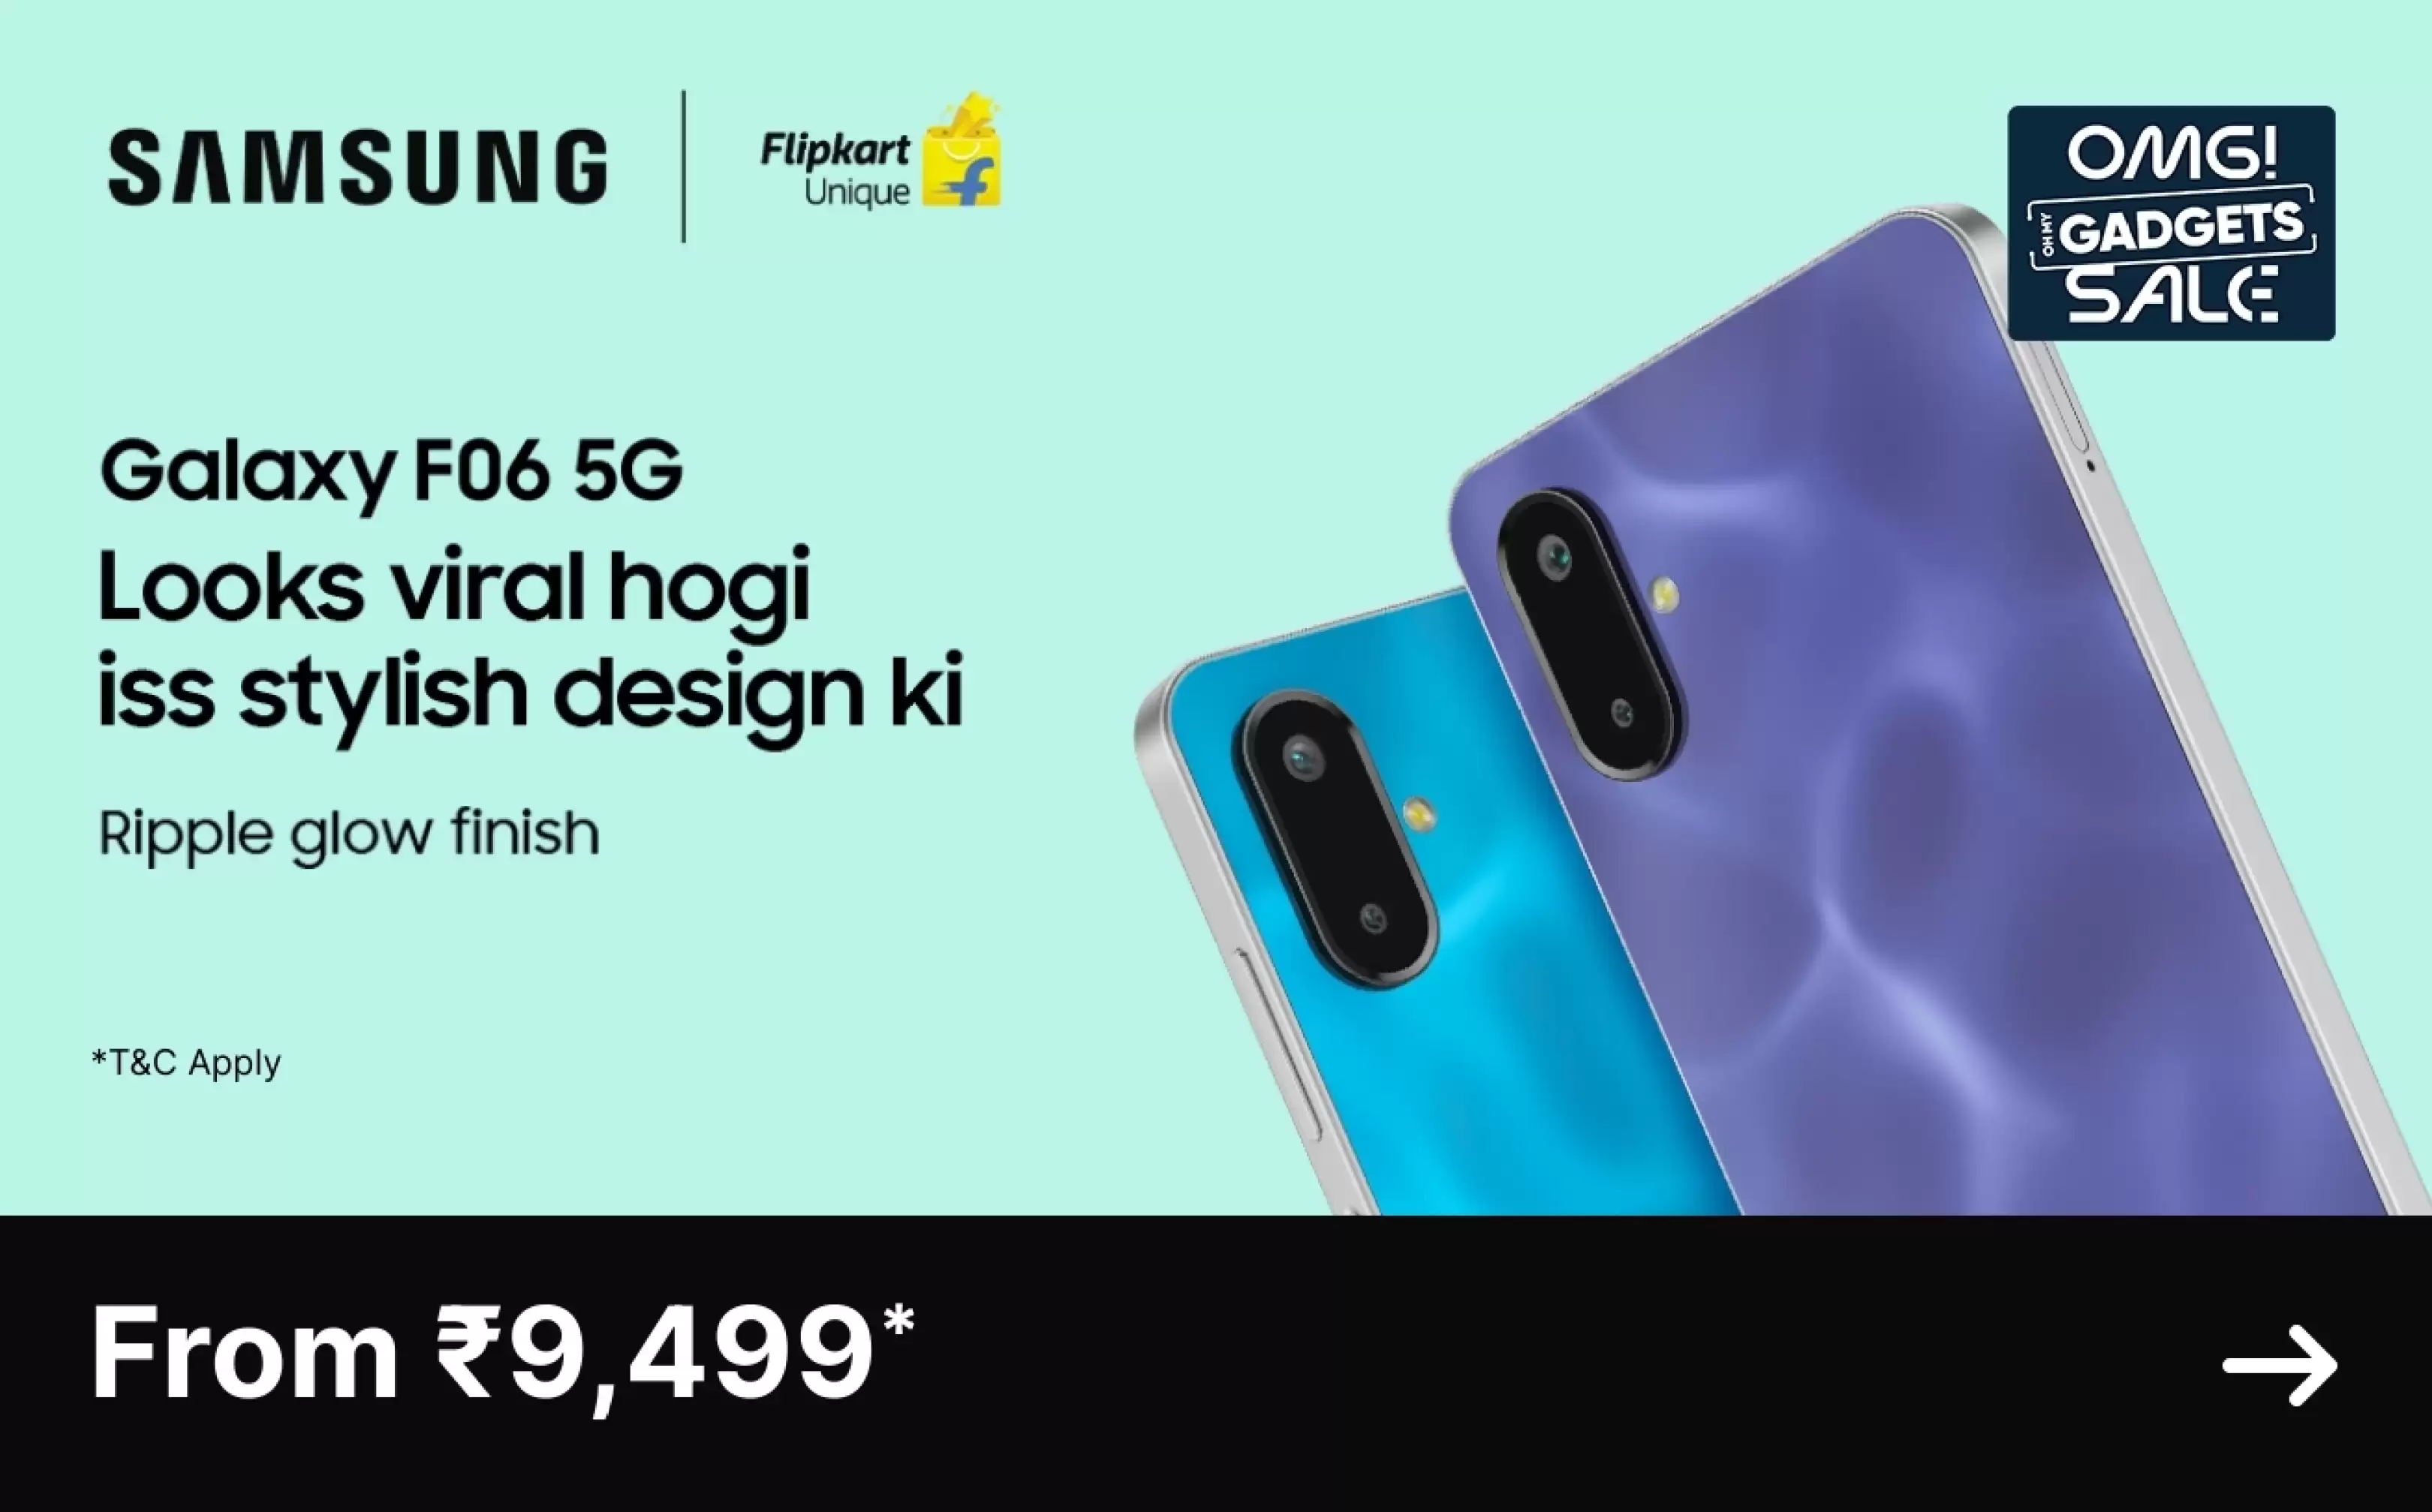 SAMSUNG
Flipkart
Unique
OMG!
OH MY GADGETS
SALE
Galaxy F06 5G
Looks viral hogi
iss stylish design ki
Ripple glow finish
*T&C Apply
From ₹9,499*